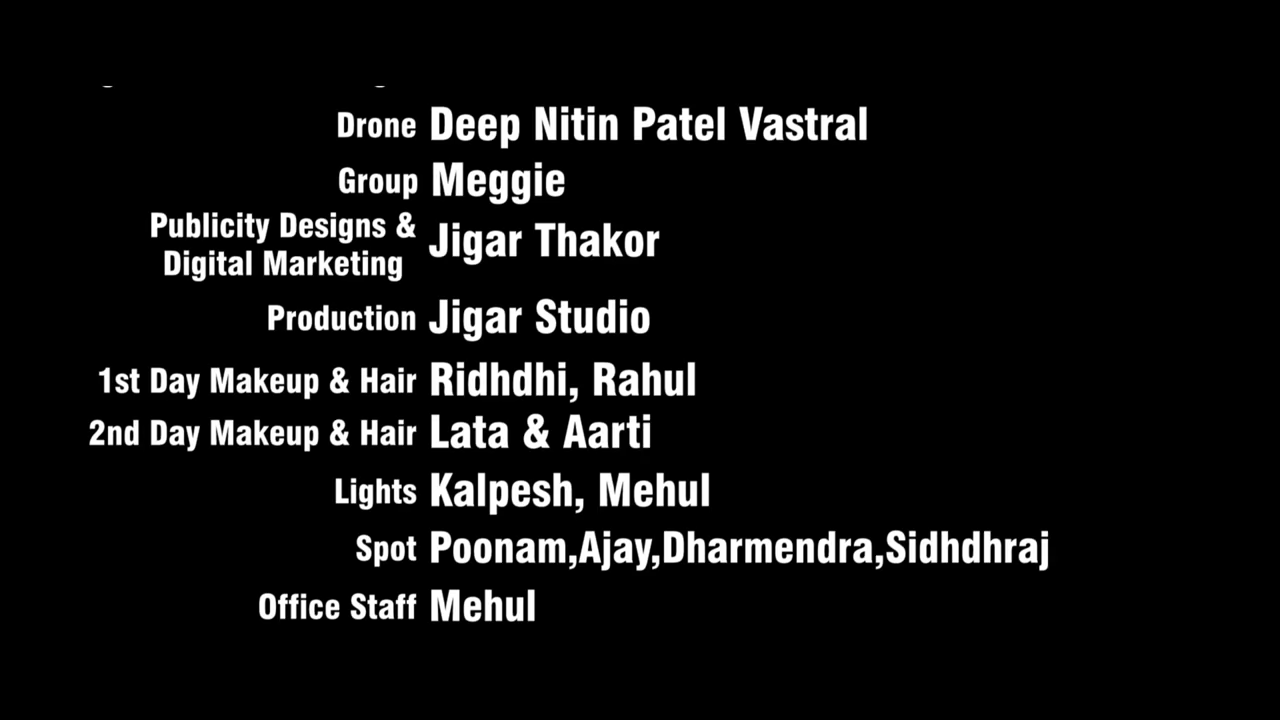 Drone Deep Nitin Patel Vastral
Group Meggie
Publicity Designs &
Digital Marketing Jigar Thakor
Production Jigar Studio
1st Day Makeup & Hair Ridhdhi, Rahul
2nd Day Makeup & Hair Lata & Aarti
Lights Kalpesh, Mehul
Spot Poonam,Ajay,Dharmendra,Sidhdhraj
Office Staff Mehul